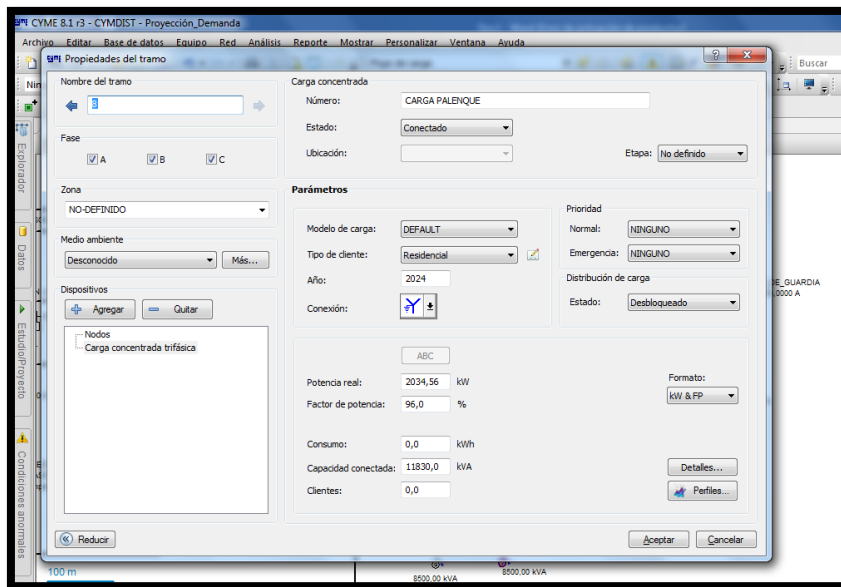 CYME 8.1 r3 - CYMDIST - Proyección_Demanda
Archivo Editar Base de datos Equipo Red Análisis Reporte Mostrar Personalizar Ventana Ayuda
Propiedades del tramo
Buscar
Nombre del tramo
8
Fase
A B C
Zona
NO-DEFINIDO
Medio ambiente
Desconocido Más...
Dispositivos
Agregar Quitar
Nodos
Carga concentrada trifásica
Carga concentrada
Número: CARGA PALENQUE
Estado: Conectado
Ubicación: Etapa: No definido
Parámetros
Modelo de carga: DEFAULT
Tipo de cliente: Residencial
Año: 2024
Conexión:
Prioridad
Normal: NINGUNO
Emergencia: NINGUNO
Distribución de carga
Estado: Desbloqueado
ABC
Potencia real: 2034,56 kW
Factor de potencia: 96,0 %
Formato:
kW & FP
Consumo: 0,0 kWh
Capacidad conectada: 11830,0 kVA
Clientes: 0,0
Detalles...
Perfiles...
Reducir
Aceptar Cancelar
Explorador
Datos
Estudio/Proyecto
Condiciones anormales
E_GUARDIA
,0000 A
100 m
8500,00 kVA
8500,00 kVA